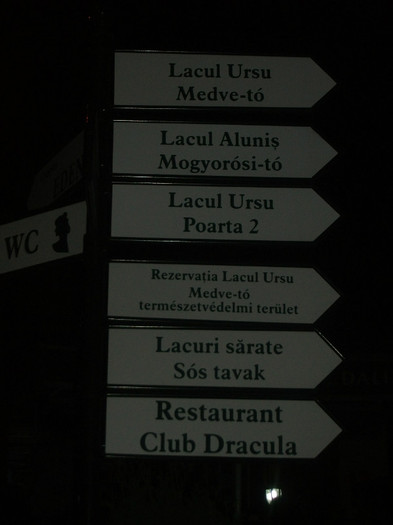 Lacul Ursu
Medve-tó
Lacul Aluniş
Mogyorósi-tó
Lacul Ursu
Poarta 2
Rezervaţia Lacul Ursu
Medve-tó
természetvédelmi terület
Lacuri sărate
Sós tavak
Restaurant
Club Dracula
WC